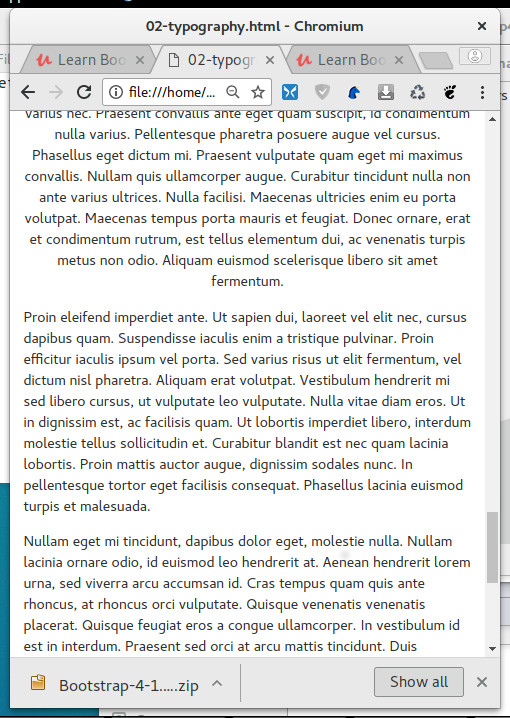 02-typography.html - Chromium
Learn Boo
02-typogr
Learn Boo
file:///home/...
varius nec. Praesent convallis ante eget quam suscipit, id condimentum
nulla varius. Pellentesque pharetra posuere augue vel cursus.
Phasellus eget dictum mi. Praesent vulputate quam eget mi maximus
convallis. Nullam quis ullamcorper augue. Curabitur tincidunt nulla non
ante varius ultrices. Nulla facilisi. Maecenas ultricies enim eu porta
volutpat. Maecenas tempus porta mauris et feugiat. Donec ornare, erat
et condimentum rutrum, est tellus elementum dui, ac venenatis turpis
metus non odio. Aliquam euismod scelerisque libero sit amet
fermentum.
Proin eleifend imperdiet ante. Ut sapien dui, laoreet vel elit nec, cursus
dapibus quam. Suspendisse iaculis enim a tristique pulvinar. Proin
efficitur iaculis ipsum vel porta. Sed varius risus ut elit fermentum, vel
dictum nisl pharetra. Aliquam erat volutpat. Vestibulum hendrerit mi
sed libero cursus, ut vulputate leo vulputate. Nulla vitae diam eros. Ut
in dignissim est, ac facilisis quam. Ut lobortis imperdiet libero, interdum
molestie tellus sollicitudin et. Curabitur blandit est nec quam lacinia
lobortis. Proin mattis auctor augue, dignissim sodales nunc. In
pellentesque tortor eget facilisis consequat. Phasellus lacinia euismod
turpis et malesuada.
Nullam eget mi tincidunt, dapibus dolor eget, molestie nulla. Nullam
lacinia ornare odio, id euismod leo hendrerit at. Aenean hendrerit lorem
urna, sed viverra arcu accumsan id. Cras tempus quam quis ante
rhoncus, at rhoncus orci vulputate. Quisque venenatis venenatis
placerat. Quisque feugiat eros a congue ullamcorper. In vestibulum id
est in interdum. Praesent sed orci at arcu mattis tincidunt. Duis
Bootstrap-4-1.....zip
Show all